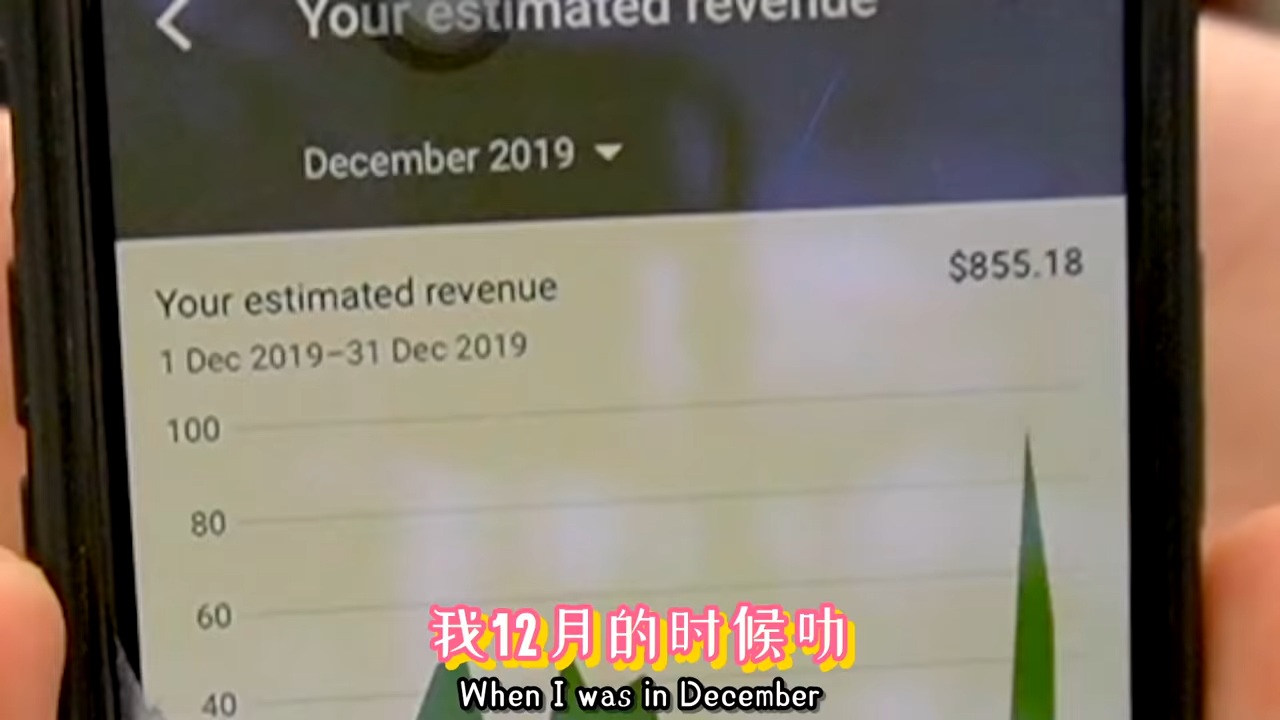 Your estimated revenue
December 2019
Your estimated revenue
$855.18
1 Dec 2019–31 Dec 2019
100
80
60
40
我12月的时候叻
When I was in December